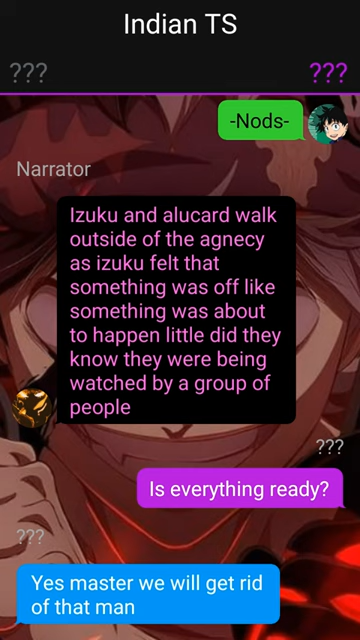 Indian TS
??? ???
-Nods-
Narrator
Izuku and alucard walk
outside of the agnecy
as izuku felt that
something was off like
something was about
to happen little did they
know they were being
watched by a group of
people
???
Is everything ready?
???
Yes master we will get rid
of that man